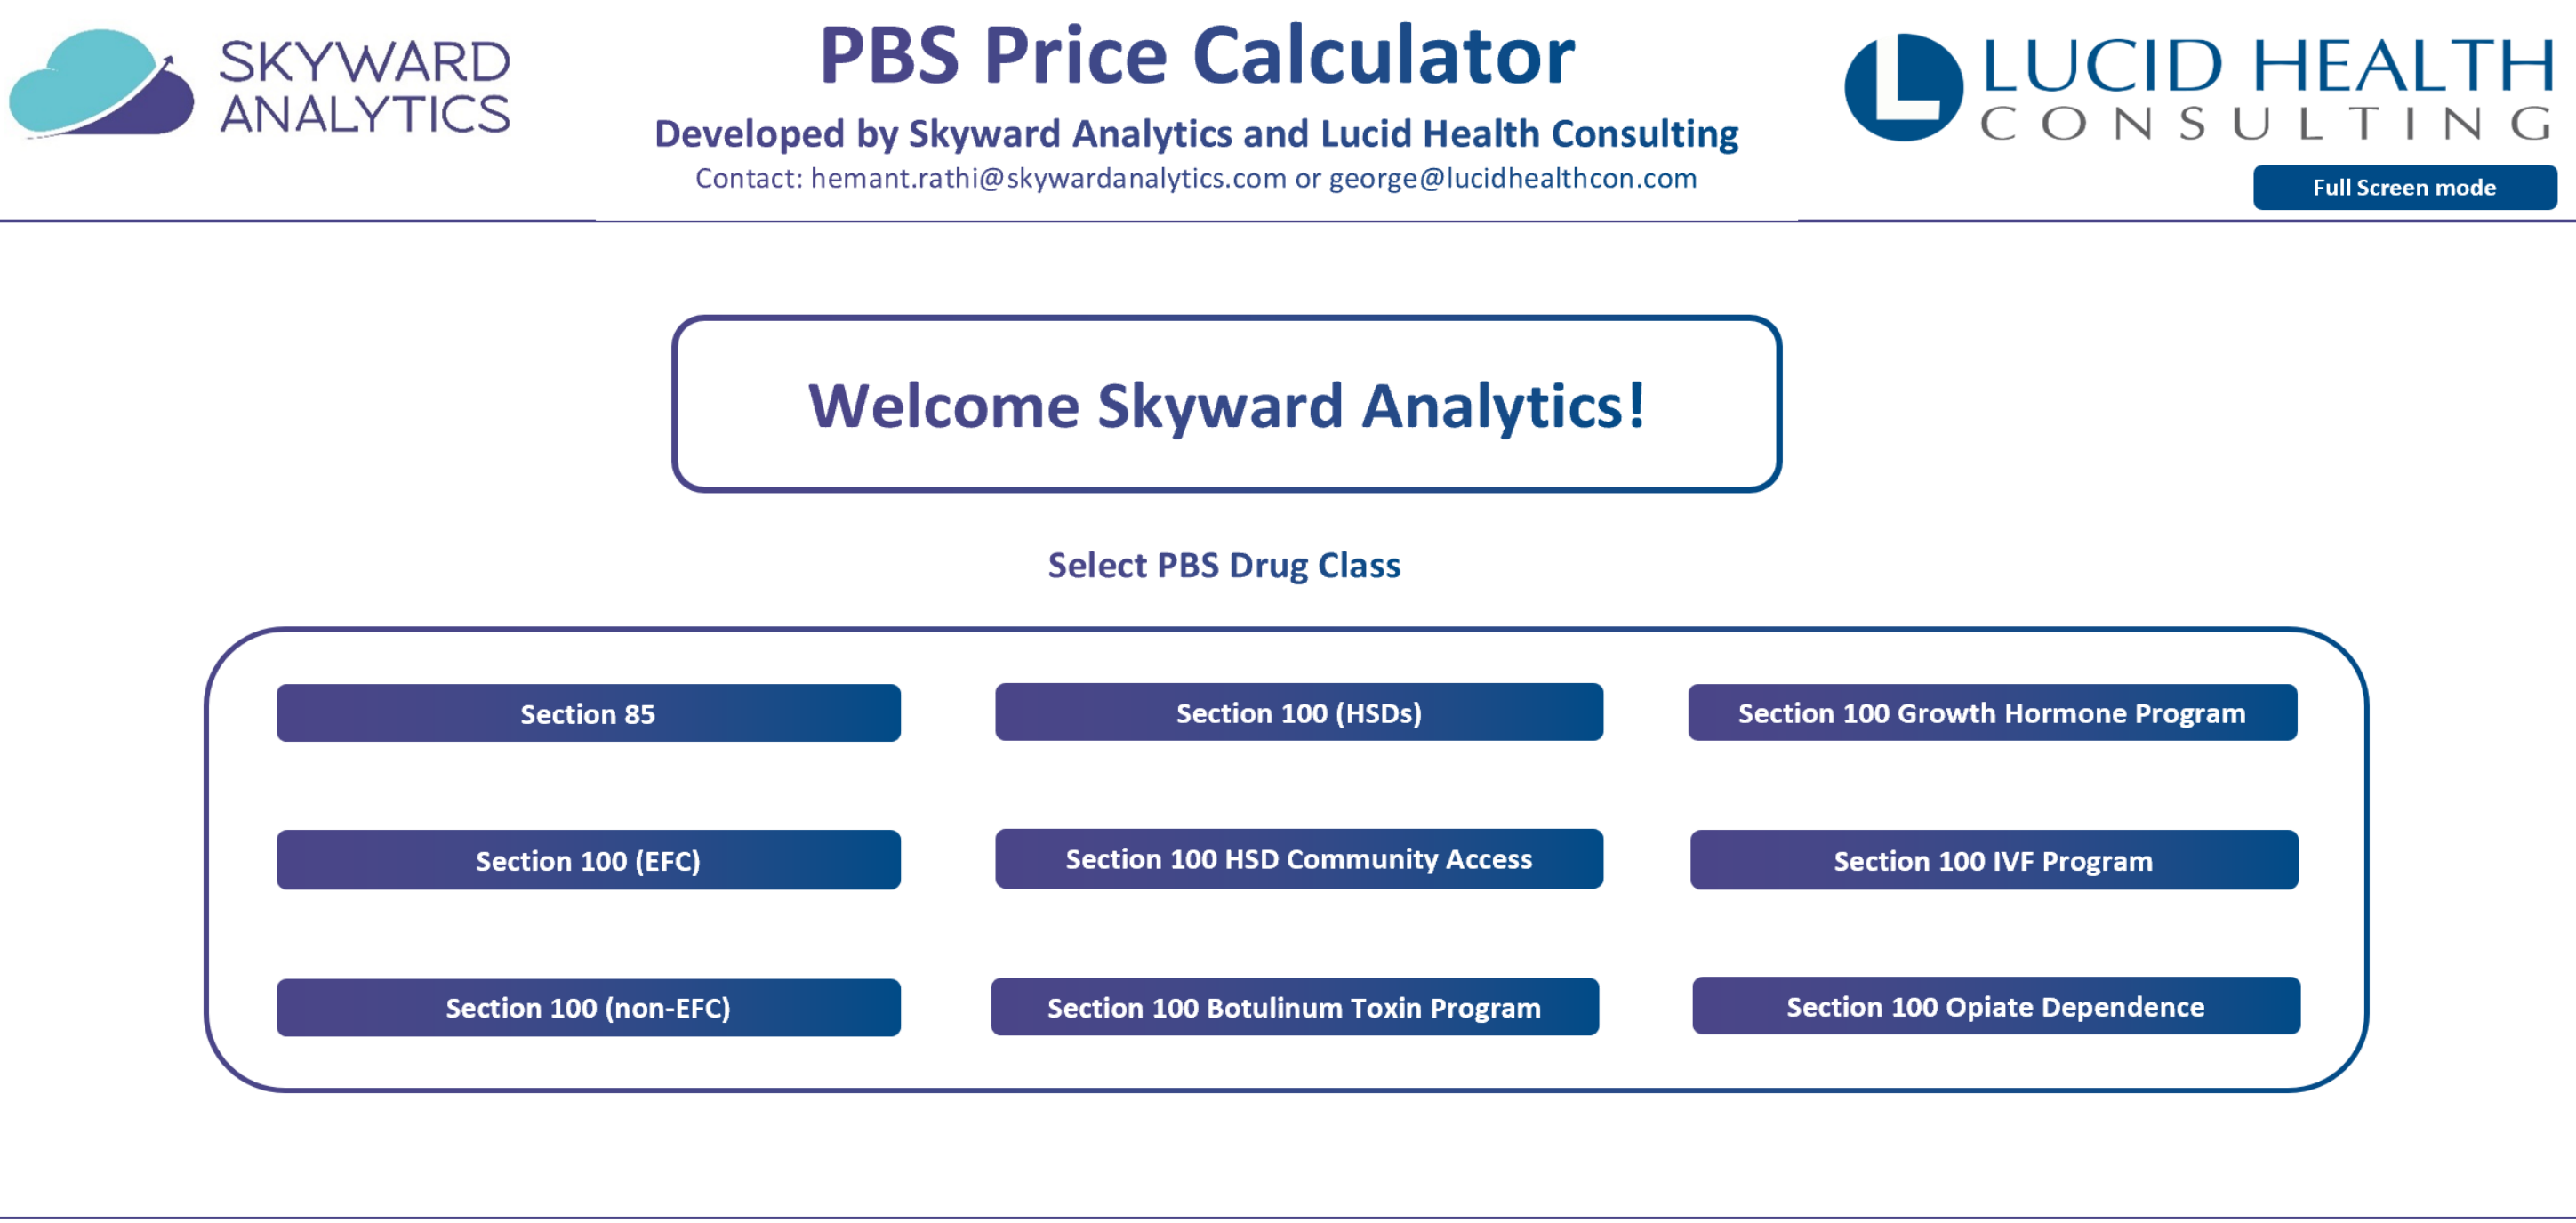 SKYWARD
ANALYTICS
PBS Price Calculator
Developed by Skyward Analytics and Lucid Health Consulting
Contact: hemant.rathi@skywardanalytics.com or george@lucidhealthcon.com
L LUCID HEALTH
CONSULTING
Full Screen mode
Welcome Skyward Analytics!
Select PBS Drug Class
Section 85
Section 100 (HSDs)
Section 100 Growth Hormone Program
Section 100 (EFC)
Section 100 HSD Community Access
Section 100 IVF Program
Section 100 (non-EFC)
Section 100 Botulinum Toxin Program
Section 100 Opiate Dependence